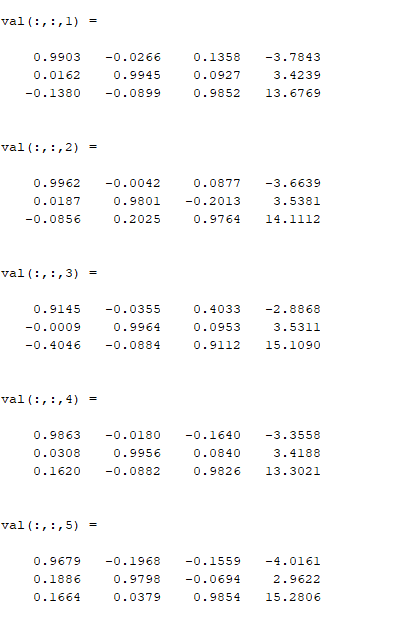 val(:,:,1) =
0.9903 -0.0266 0.1358 -3.7843
0.0162 0.9945 0.0927 3.4239
-0.1380 -0.0899 0.9852 13.6769
val(:,:,2) =
0.9962 -0.0042 0.0877 -3.6639
0.0187 0.9801 -0.2013 3.5381
-0.0856 0.2025 0.9764 14.1112
val(:,:,3) =
0.9145 -0.0355 0.4033 -2.8868
-0.0009 0.9964 0.0953 3.5311
-0.4046 -0.0884 0.9112 15.1090
val(:,:,4) =
0.9863 -0.0180 -0.1640 -3.3558
0.0308 0.9956 0.0840 3.4188
0.1620 -0.0882 0.9826 13.3021
val(:,:,5) =
0.9679 -0.1968 -0.1559 -4.0161
0.1886 0.9798 -0.0694 2.9622
0.1664 0.0379 0.9854 15.2806